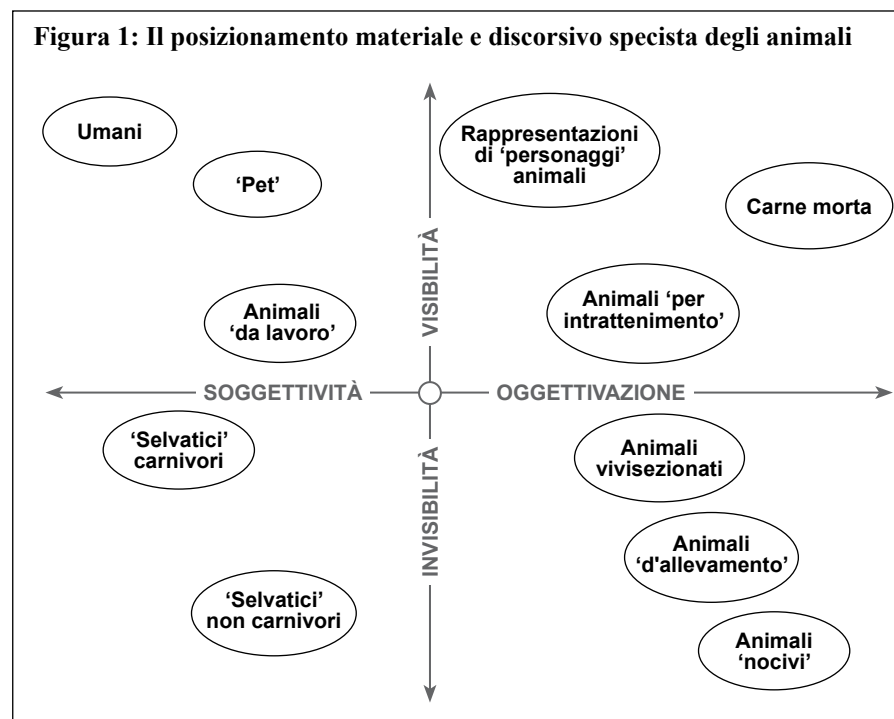 Figura 1: Il posizionamento materiale e discorsivo specista degli animali
Umani
‘Pet’
Rappresentazioni
di ‘personaggi’
animali
Carne morta
Animali
‘da lavoro’
VISIBILITÀ
Animali ‘per
intrattenimento’
SOGGETTIVITÀ
OGGETTIVAZIONE
‘Selvatici’
carnivori
INVISIBILITÀ
Animali
vivisezionati
Animali
‘d'allevamento’
‘Selvatici’
non carnivori
Animali
‘nocivi’